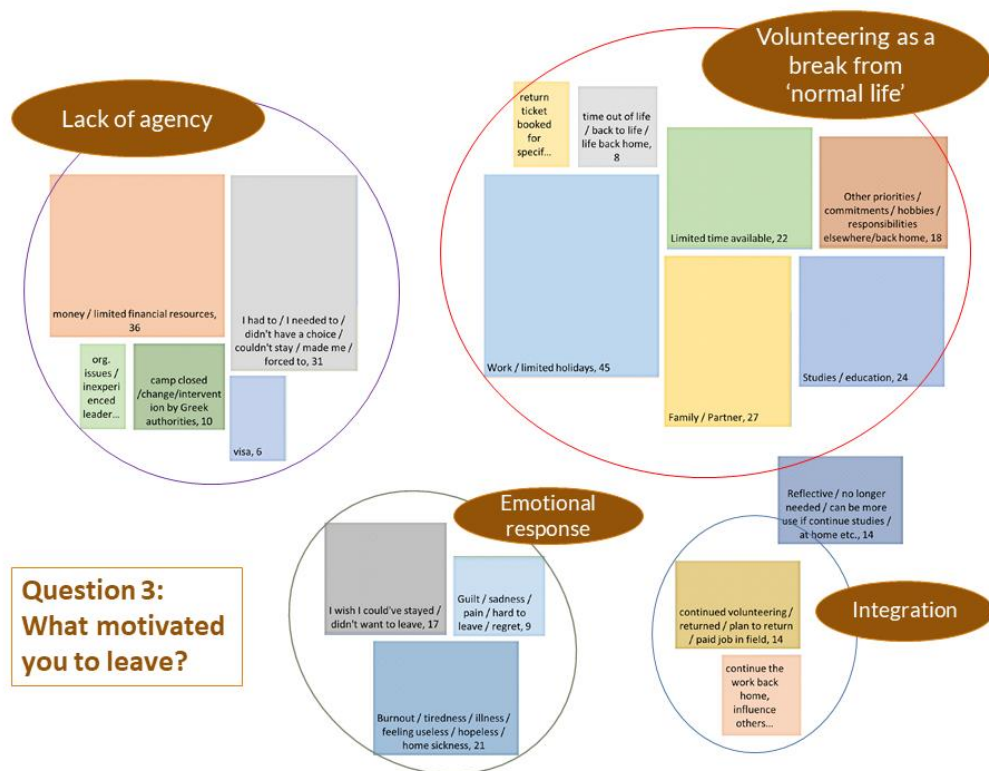 Lack of agency
money / limited financial resources,
36
I had to / I needed to /
didn't have a choice /
couldn't stay / made me /
forced to, 31
org.
issues /
inexperi
enced
leader...
camp closed
/change/intervent
ion by Greek
authorities, 10
visa, 6
Volunteering as a
break from
‘normal life’
return
ticket
booked
for
specif...
time out of life
/ back to life /
life back home,
8
Work / limited holidays, 45
Limited time available, 22
Other priorities /
commitments / hobbies /
responsibilities
elsewhere/back home, 18
Family / Partner, 27
Studies / education, 24
Emotional
response
I wish I could've stayed /
didn't want to leave, 17
Guilt / sadness /
pain / hard to
leave / regret, 9
Burnout / tiredness / illness /
feeling useless / hopeless /
home sickness, 21
Reflective / no longer
needed / can be more
use if continue studies /
at home etc., 14
Integration
continued volunteering /
returned / plan to return
/ paid job in field, 14
continue the
work back
home,
influence
others...
Question 3:
What motivated
you to leave?